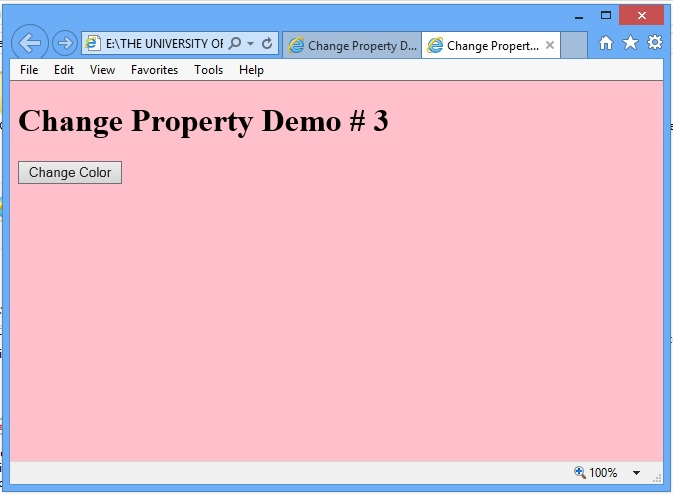 E:\THE UNIVERSITY OF
Change Property D...
Change Propert...
File Edit View Favorites Tools Help
Change Property Demo # 3
Change Color
100%